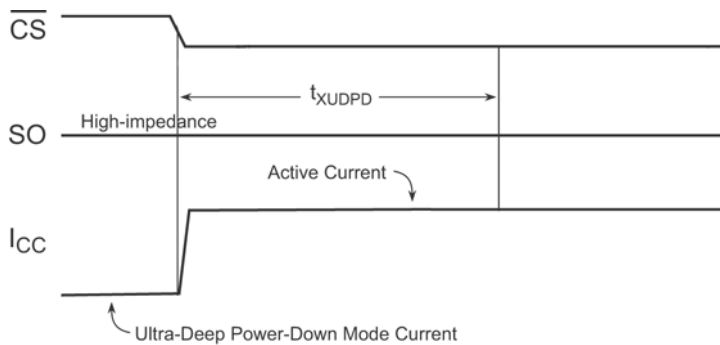 CS
tXUDPD
High-impedance
SO
Active Current
ICC
Ultra-Deep Power-Down Mode Current